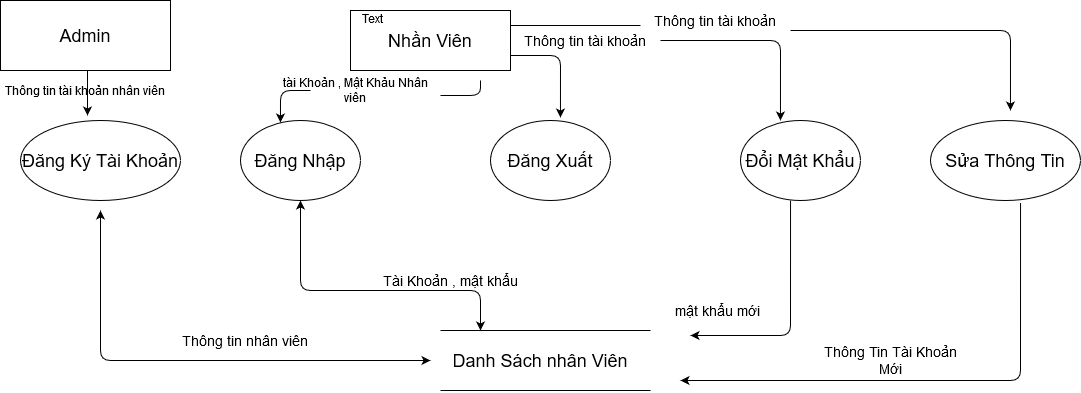 Admin
Text
Nhần Viên
Thông tin tài khoản
Thông tin tài khoản
Thông tin tài khoản nhân viên
tài Khoản , Mật Khảu Nhân
viên
Đăng Ký Tài Khoản
Đăng Nhập
Đăng Xuất
Đổi Mật Khẩu
Sửa Thông Tin
Tài Khoản , mật khẩu
mật khẩu mới
Thông tin nhân viên
Danh Sách nhân Viên
Thông Tin Tài Khoản
Mới